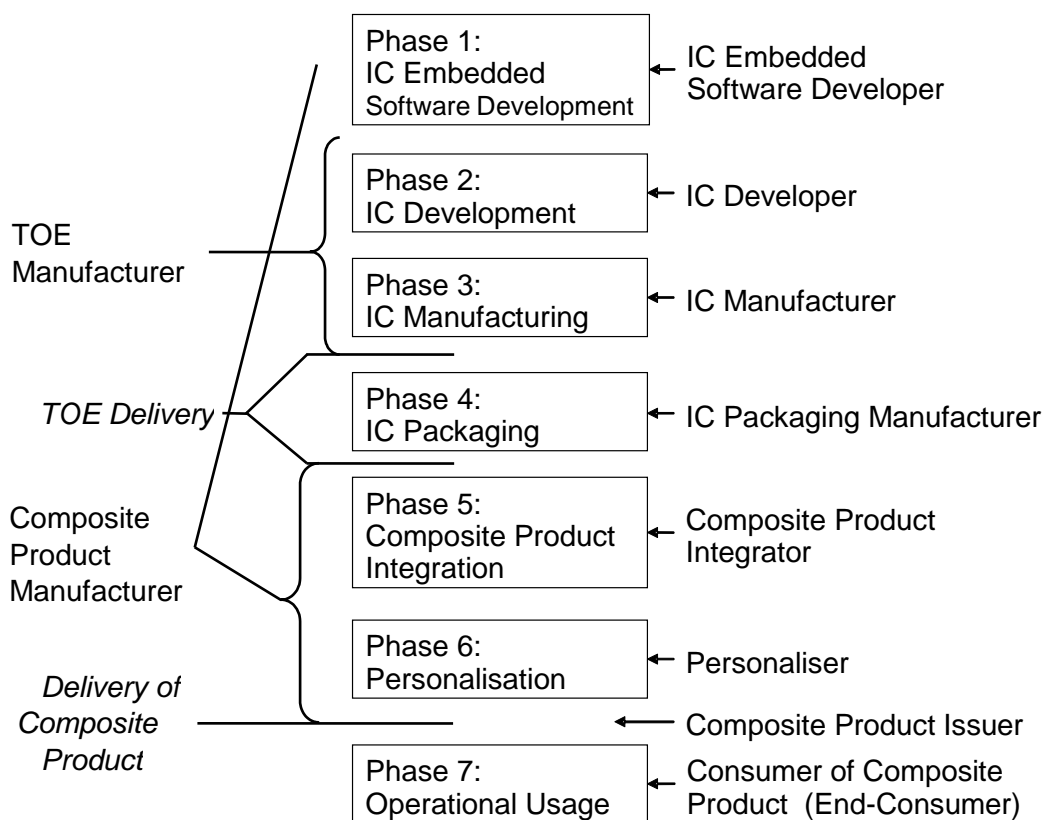 Phase 1:
IC Embedded
Software Development
IC Embedded
Software Developer
Phase 2:
IC Development
IC Developer
TOE
Manufacturer
Phase 3:
IC Manufacturing
IC Manufacturer
TOE Delivery
Phase 4:
IC Packaging
IC Packaging Manufacturer
Composite
Product
Manufacturer
Phase 5:
Composite Product
Integration
Composite Product
Integrator
Phase 6:
Personalisation
Personaliser
Delivery of
Composite
Product
Composite Product Issuer
Phase 7:
Operational Usage
Consumer of Composite
Product (End-Consumer)